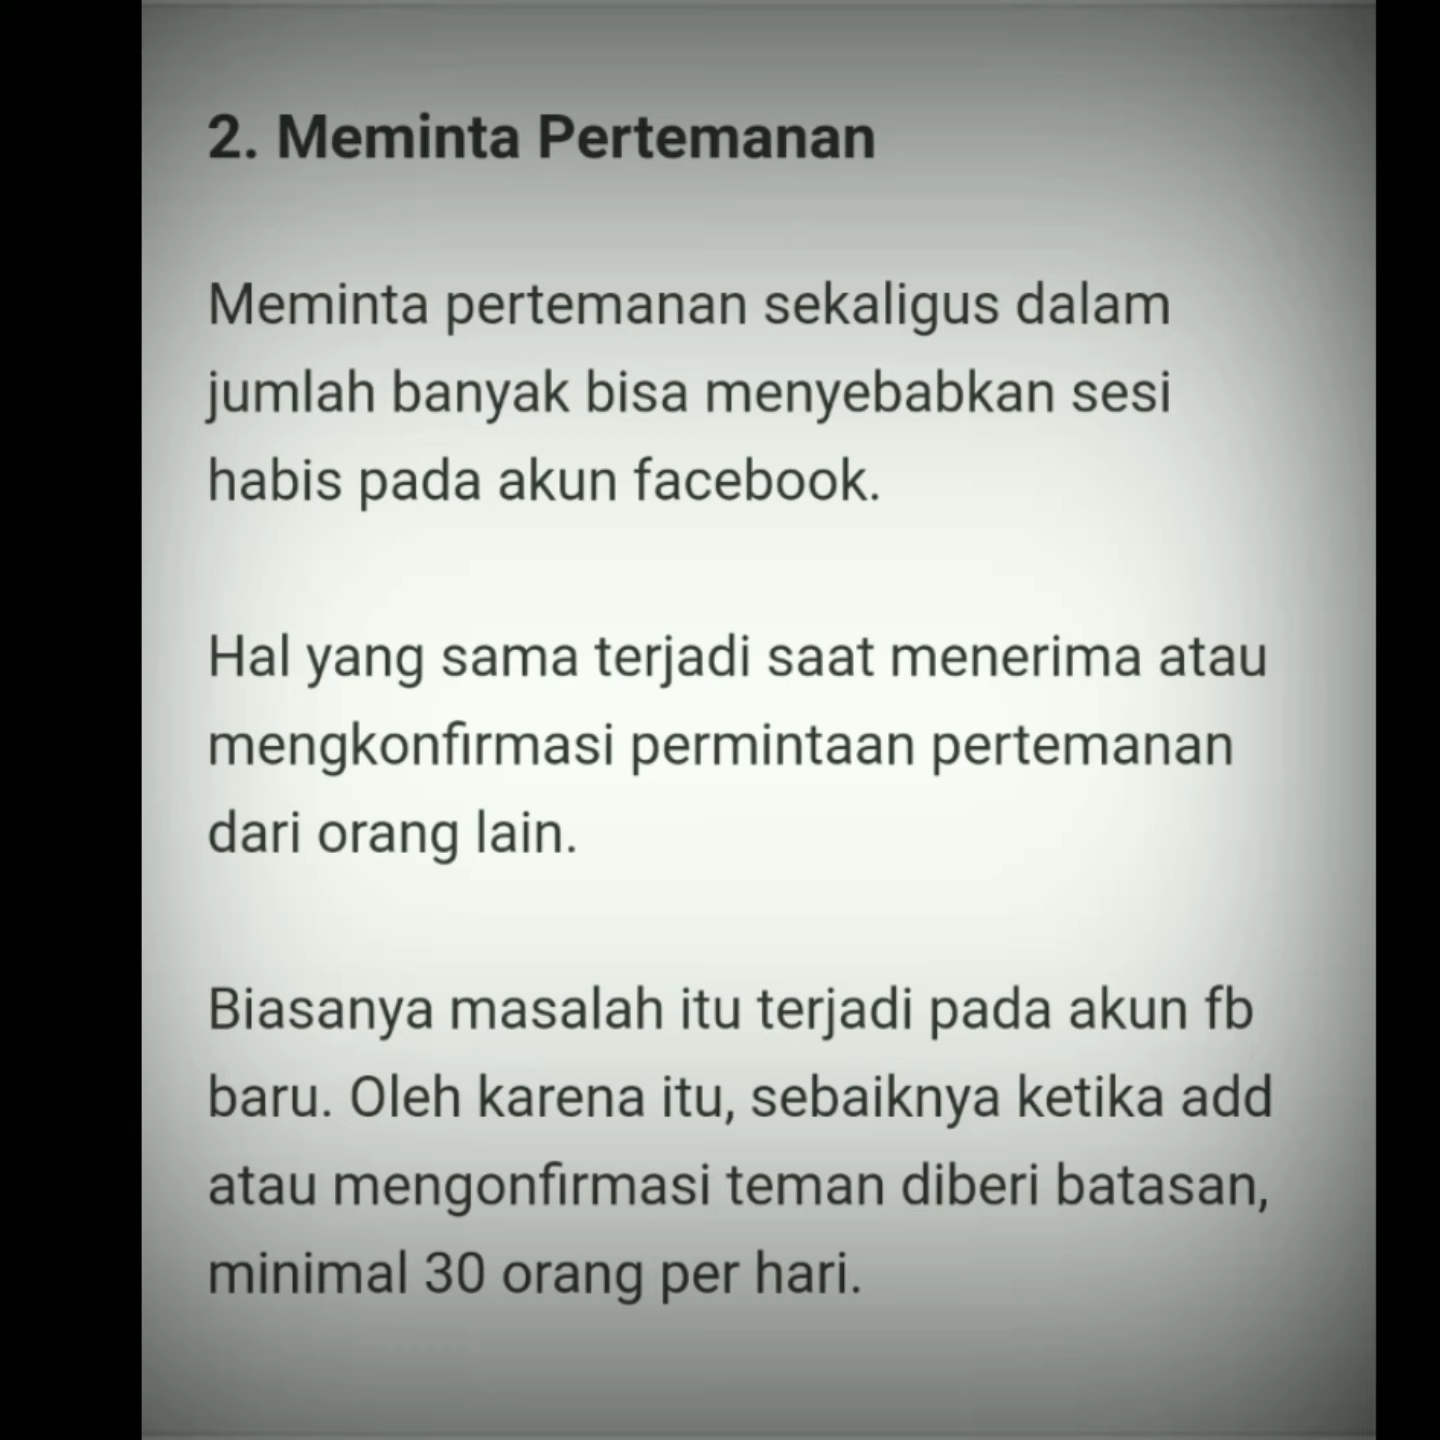 2. Meminta Pertemanan
Meminta pertemanan sekaligus dalam
jumlah banyak bisa menyebabkan sesi
habis pada akun facebook.
Hal yang sama terjadi saat menerima atau
mengkonfirmasi permintaan pertemanan
dari orang lain.
Biasanya masalah itu terjadi pada akun fb
baru. Oleh karena itu, sebaiknya ketika add
atau mengonfirmasi teman diberi batasan,
minimal 30 orang per hari.